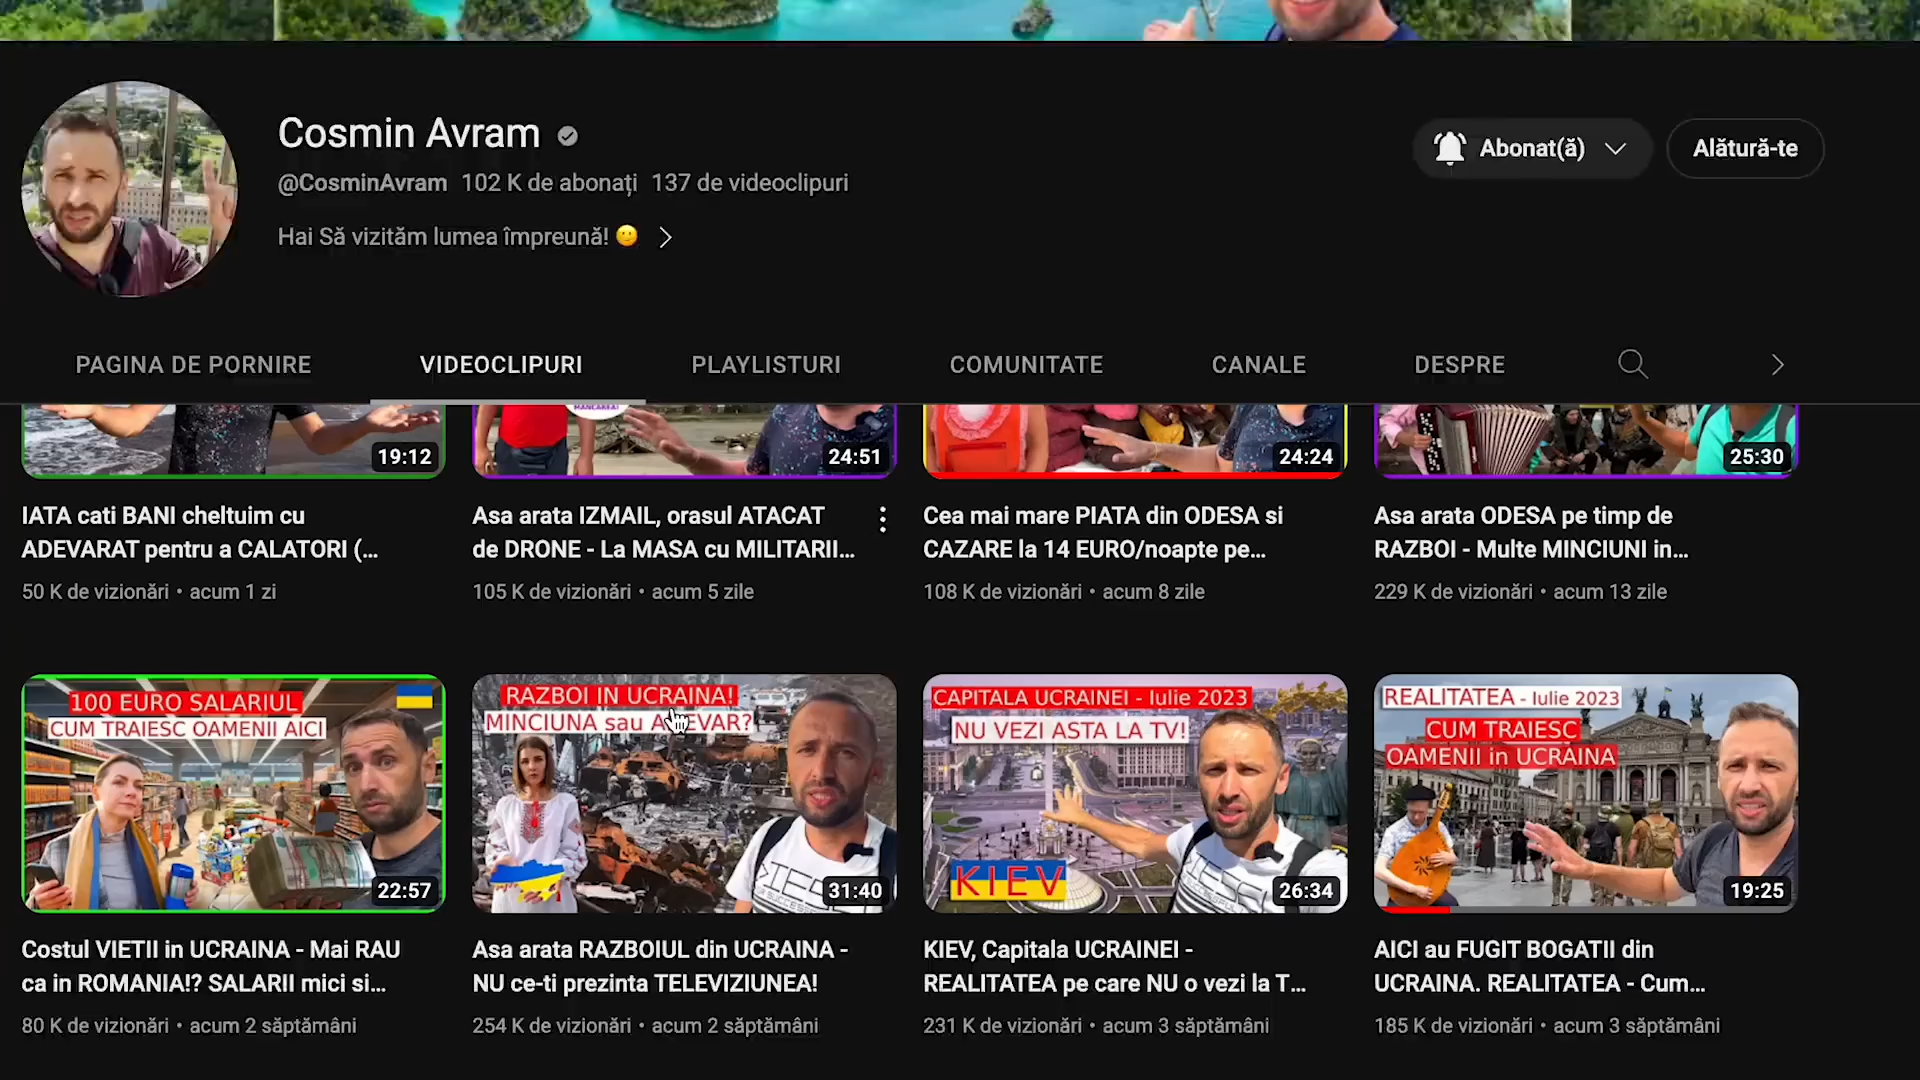 Cosmin Avram
@CosminAvram 102 K de abonați 137 de videoclipuri
Hai Să vizităm lumea împreună! 🙂
Abonat(ă)
Alătură-te
PAGINA DE PORNIRE
VIDEOCLIPURI
PLAYLISTURI
COMUNITATE
CANALE
DESPRE
MANCAREA!
19:12
24:51
24:24
25:30
IATA cati BANI cheltuim cu
ADEVARAT pentru a CALATORI (...
50 K de vizionări • acum 1 zi
Asa arata IZMAIL, orasul ATACAT
de DRONE - La MASA cu MILITARII...
105 K de vizionări • acum 5 zile
Cea mai mare PIATA din ODESA si
CAZARE la 14 EURO/noapte pe...
108 K de vizionări • acum 8 zile
Asa arata ODESA pe timp de
RAZBOI - Multe MINCIUNI in...
229 K de vizionări • acum 13 zile
100 EURO SALARIUL
CUM TRAIESC OAMENII AICI
22:57
RAZBOI IN UCRAINA!
MINCIUNA sau ADEVAR?
31:40
CAPITALA UCRAINEI - Iulie 2023
NU VEZI ASTA LA TV!
KIEV
26:34
REALITATEA - Iulie 2023
CUM TRAIESC
OAMENII in UCRAINA
19:25
Costul VIETII in UCRAINA - Mai RAU
ca in ROMANIA!? SALARII mici si...
80 K de vizionări • acum 2 săptămâni
Asa arata RAZBOIUL din UCRAINA -
NU ce-ti prezinta TELEVIZIUNEA!
254 K de vizionări • acum 2 săptămâni
KIEV, Capitala UCRAINEI -
REALITATEA pe care NU o vezi la T...
231 K de vizionări • acum 3 săptămâni
AICI au FUGIT BOGATII din
UCRAINA. REALITATEA - Cum...
185 K de vizionări • acum 3 săptămâni